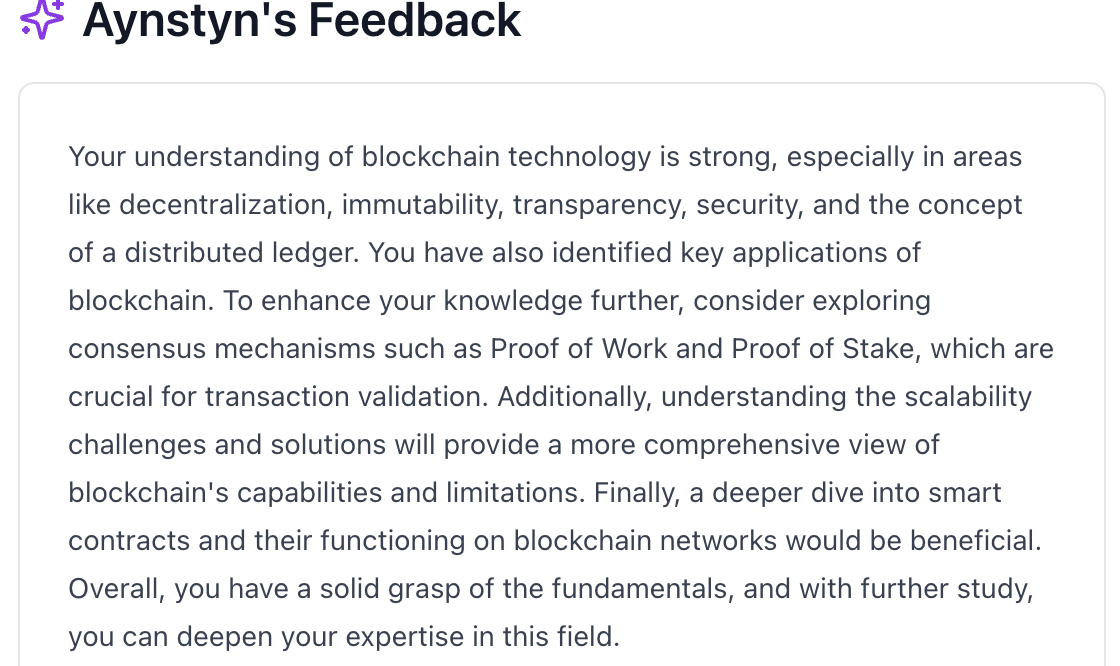 Aynstyn's Feedback
Your understanding of blockchain technology is strong, especially in areas
like decentralization, immutability, transparency, security, and the concept
of a distributed ledger. You have also identified key applications of
blockchain. To enhance your knowledge further, consider exploring
consensus mechanisms such as Proof of Work and Proof of Stake, which are
crucial for transaction validation. Additionally, understanding the scalability
challenges and solutions will provide a more comprehensive view of
blockchain's capabilities and limitations. Finally, a deeper dive into smart
contracts and their functioning on blockchain networks would be beneficial.
Overall, you have a solid grasp of the fundamentals, and with further study,
you can deepen your expertise in this field.